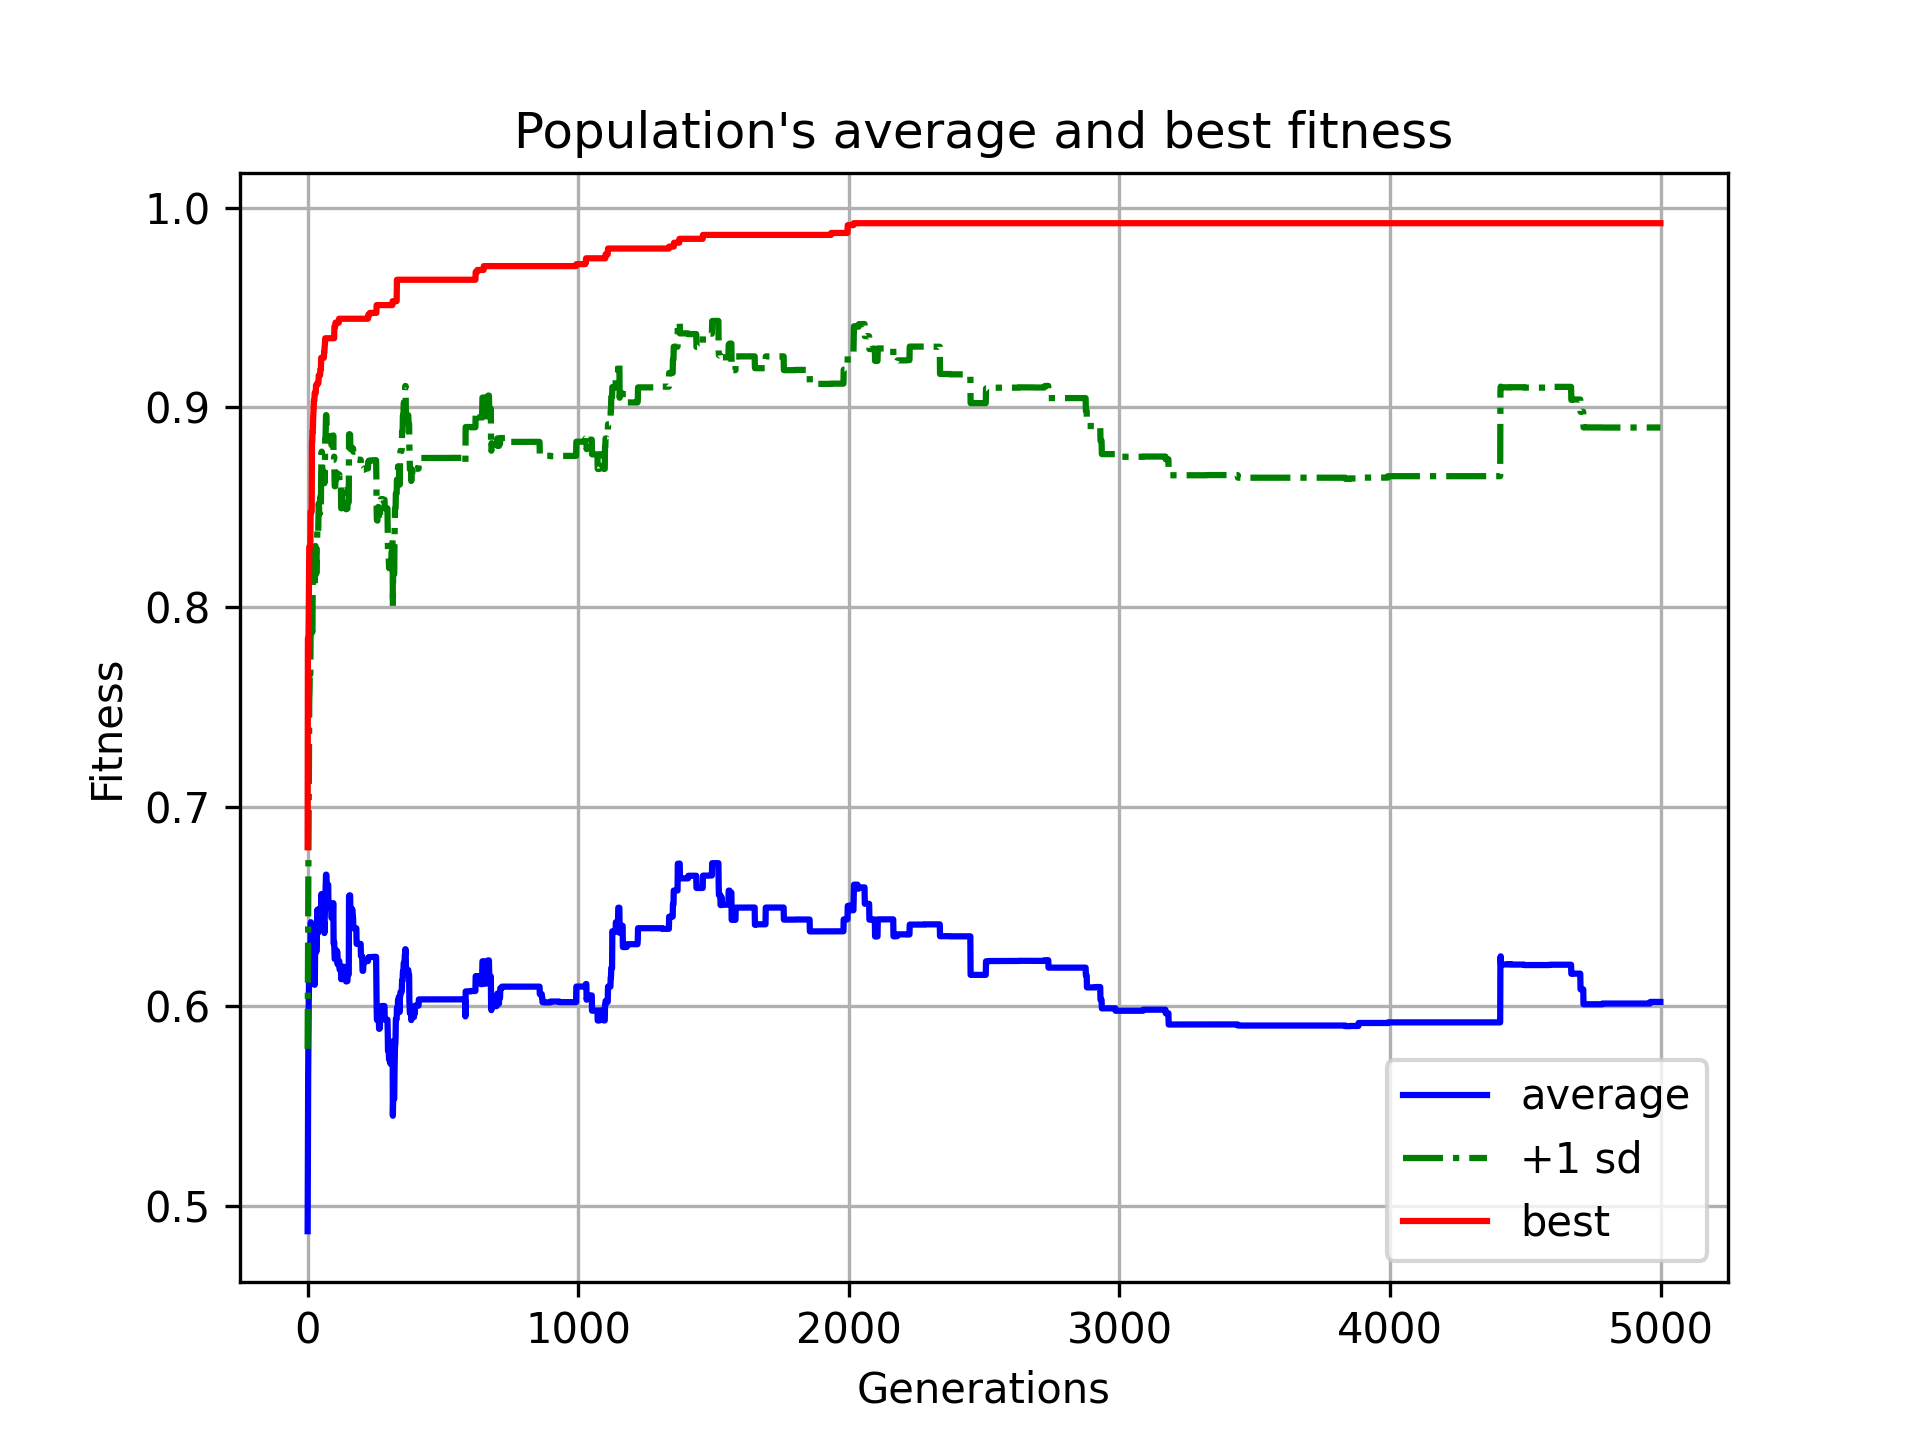 Population's average and best fitness
1.0
0.9
0.8
0.7
0.6
0.5
Fitness
0 1000 2000 3000 4000 5000
Generations
average
+1 sd
best